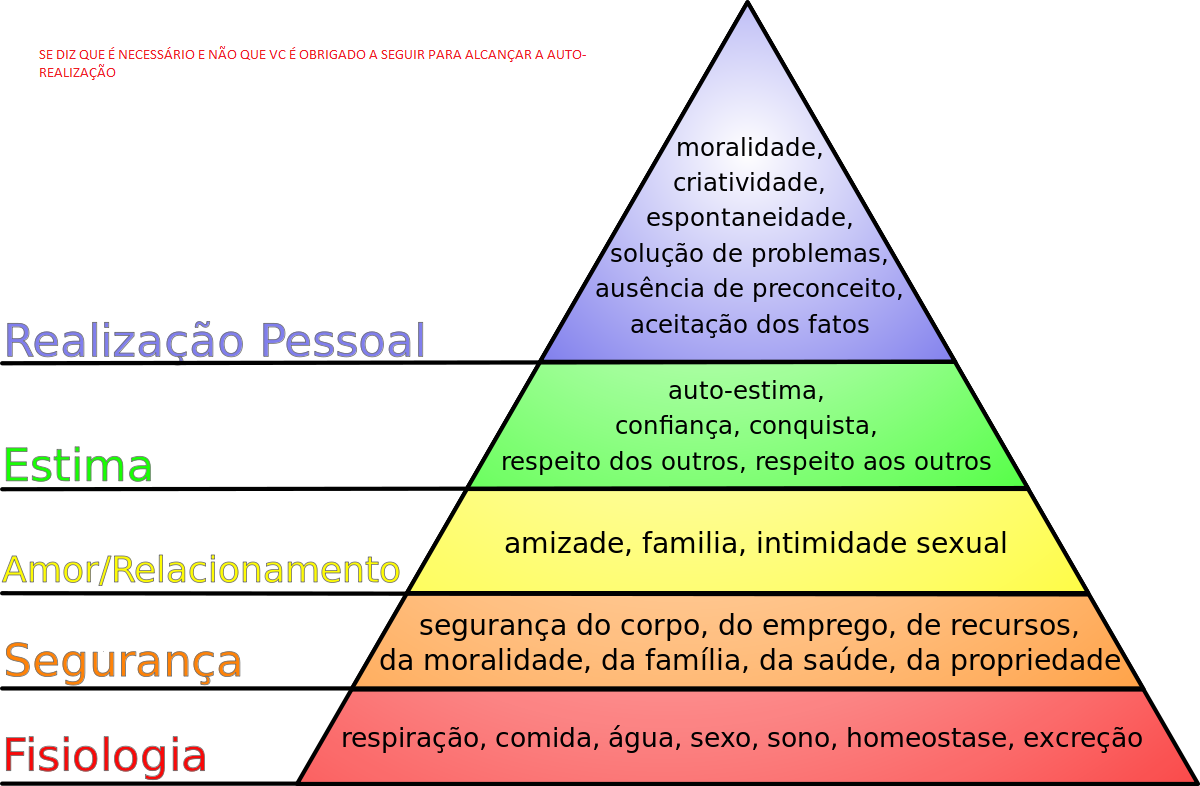 SE DIZ QUE É NECESSÁRIO E NÃO QUE VC É OBRIGADO A SEGUIR PARA ALCANÇAR A AUTO-
REALIZAÇÃO
moralidade,
criatividade,
espontaneidade,
solução de problemas,
ausência de preconceito,
aceitação dos fatos
Realização Pessoal
auto-estima,
confiança, conquista,
respeito dos outros, respeito aos outros
Estima
amizade, familia, intimidade sexual
Amor/Relacionamento
segurança do corpo, do emprego, de recursos,
da moralidade, da família, da saúde, da propriedade
Segurança
respiração, comida, água, sexo, sono, homeostase, excreção
Fisiologia